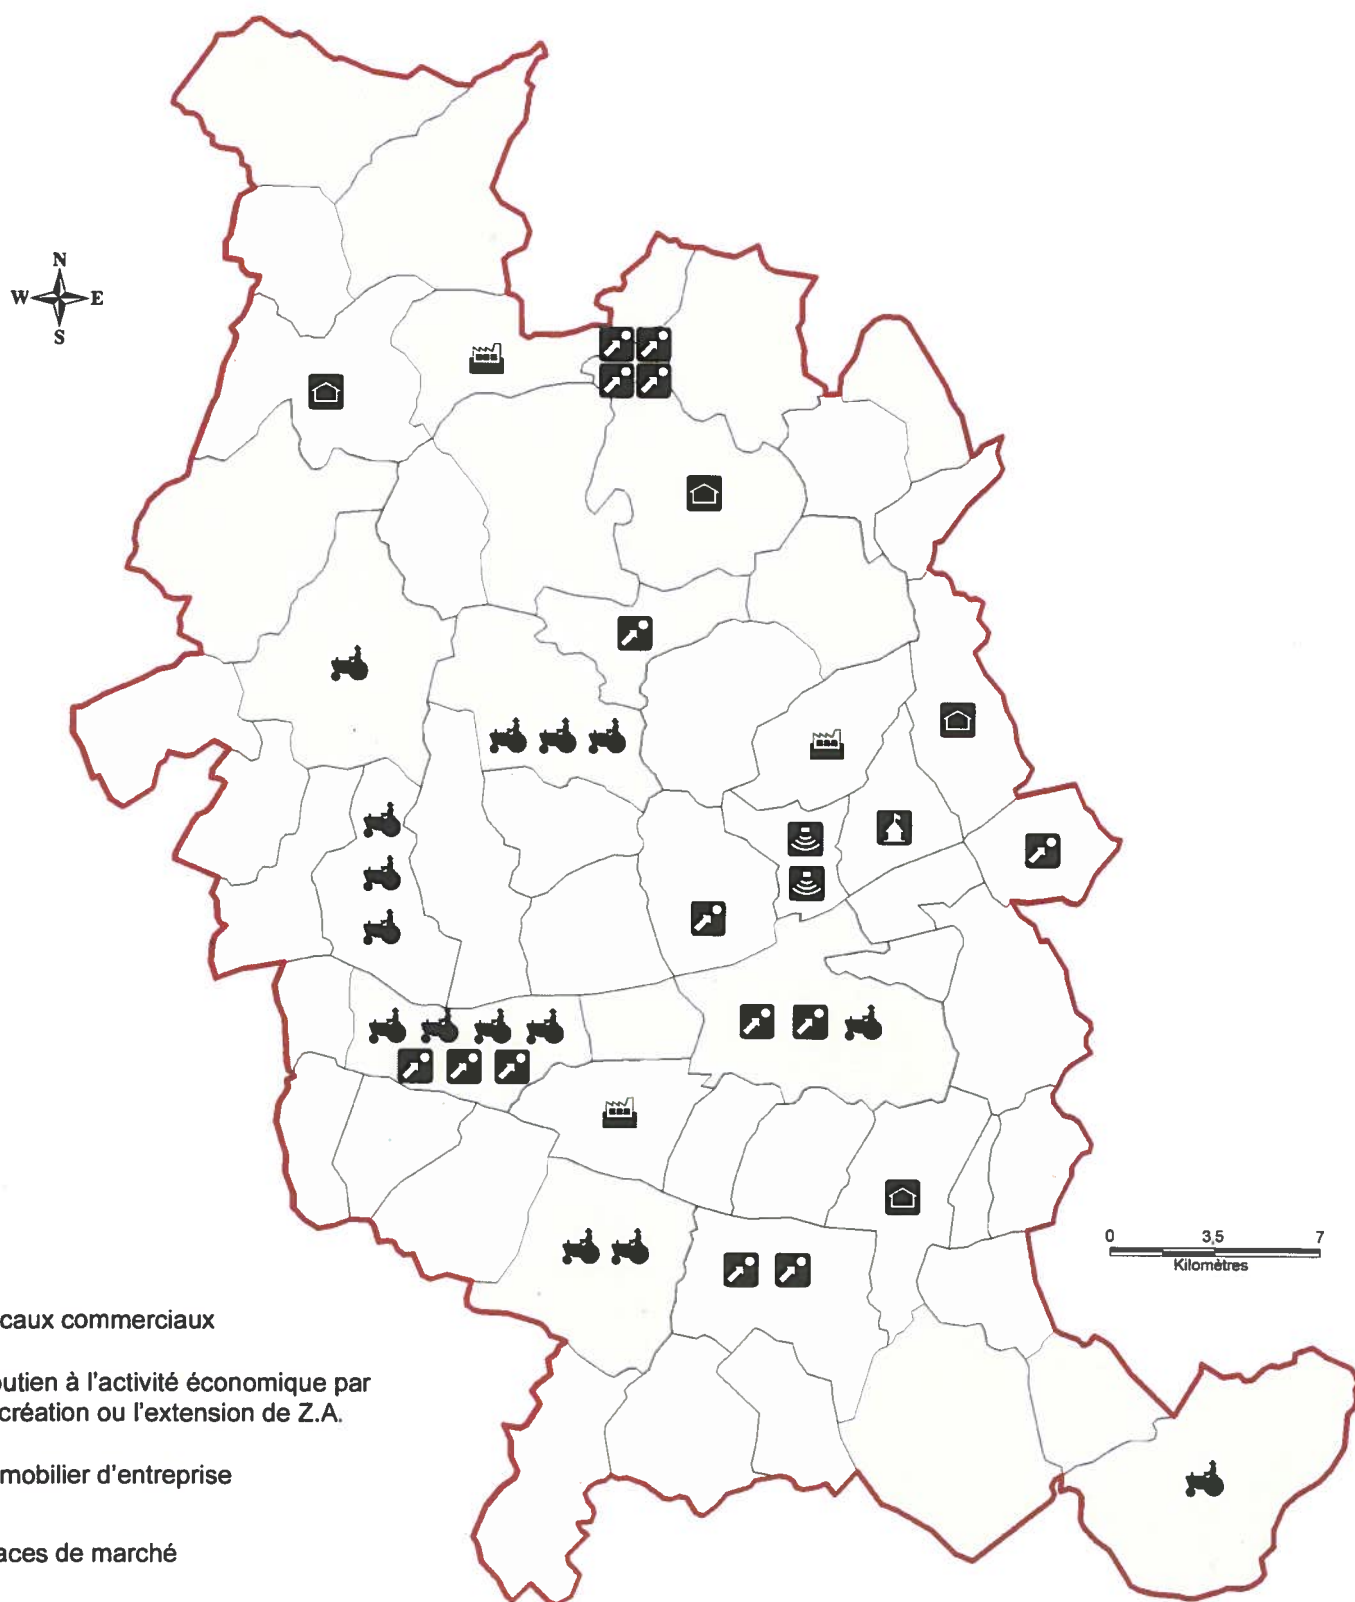 N
W E
S
0 3,5 7
Kilomètres
caux commerciaux
outien à l'activité économique par
création ou l'extension de Z.A.
mobilier d'entreprise
aces de marché